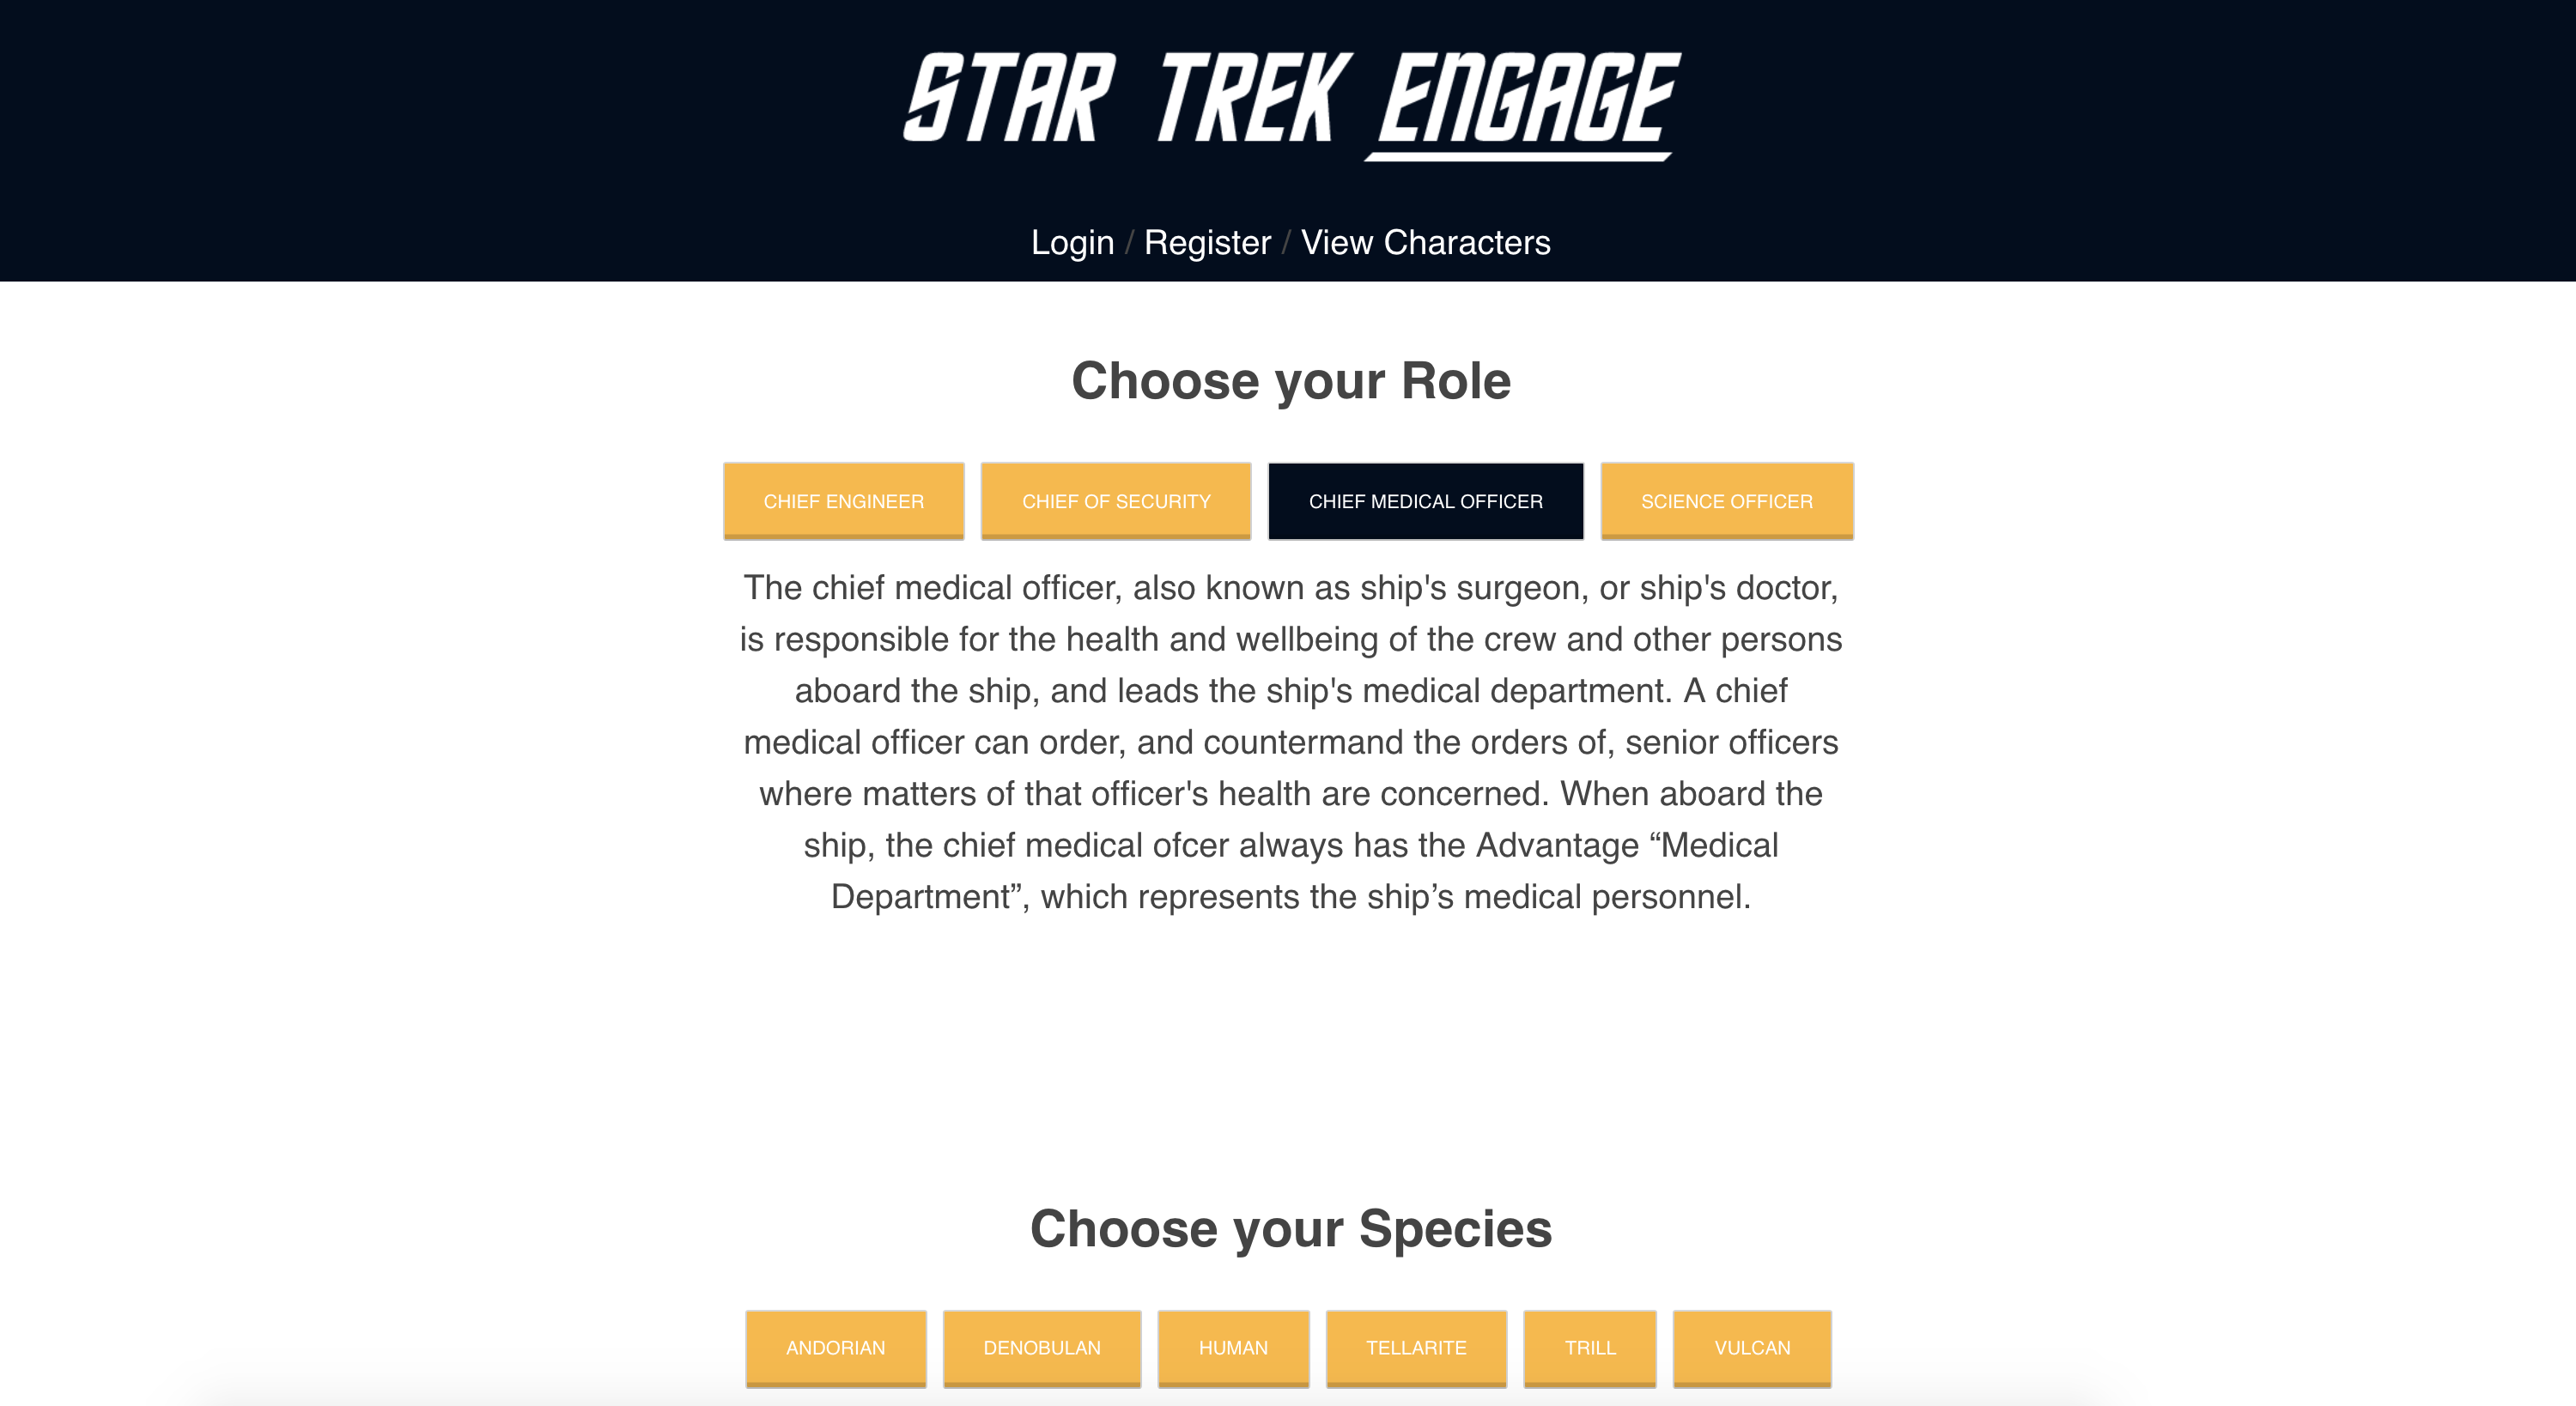 STAR TREK ENGAGE
Login / Register / View Characters
Choose your Role
CHIEF ENGINEER CHIEF OF SECURITY CHIEF MEDICAL OFFICER SCIENCE OFFICER
The chief medical officer, also known as ship's surgeon, or ship's doctor,
is responsible for the health and wellbeing of the crew and other persons
aboard the ship, and leads the ship's medical department. A chief
medical officer can order, and countermand the orders of, senior officers
where matters of that officer's health are concerned. When aboard the
ship, the chief medical ofcer always has the Advantage “Medical
Department”, which represents the ship’s medical personnel.
Choose your Species
ANDORIAN DENOBULAN HUMAN TELLARITE TRILL VULCAN